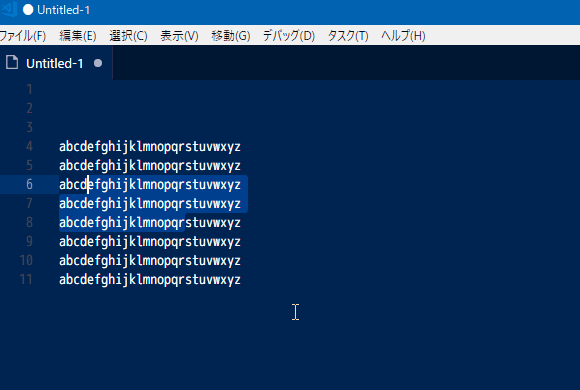 Untitled-1
ファイル(F) 編集(E) 選択(C) 表示(V) 移動(G) デバッグ(D) タスク(T) ヘルプ(H)
Untitled-1
1
2
3
4 abcdefghijklmnopqrstuvwxyz
5 abcdefghijklmnopqrstuvwxyz
6 abcdefghijklmnopqrstuvwxyz
7 abcdefghijklmnopqrstuvwxyz
8 abcdefghijklmnopqrstuvwxyz
9 abcdefghijklmnopqrstuvwxyz
10 abcdefghijklmnopqrstuvwxyz
11 abcdefghijklmnopqrstuvwxyz